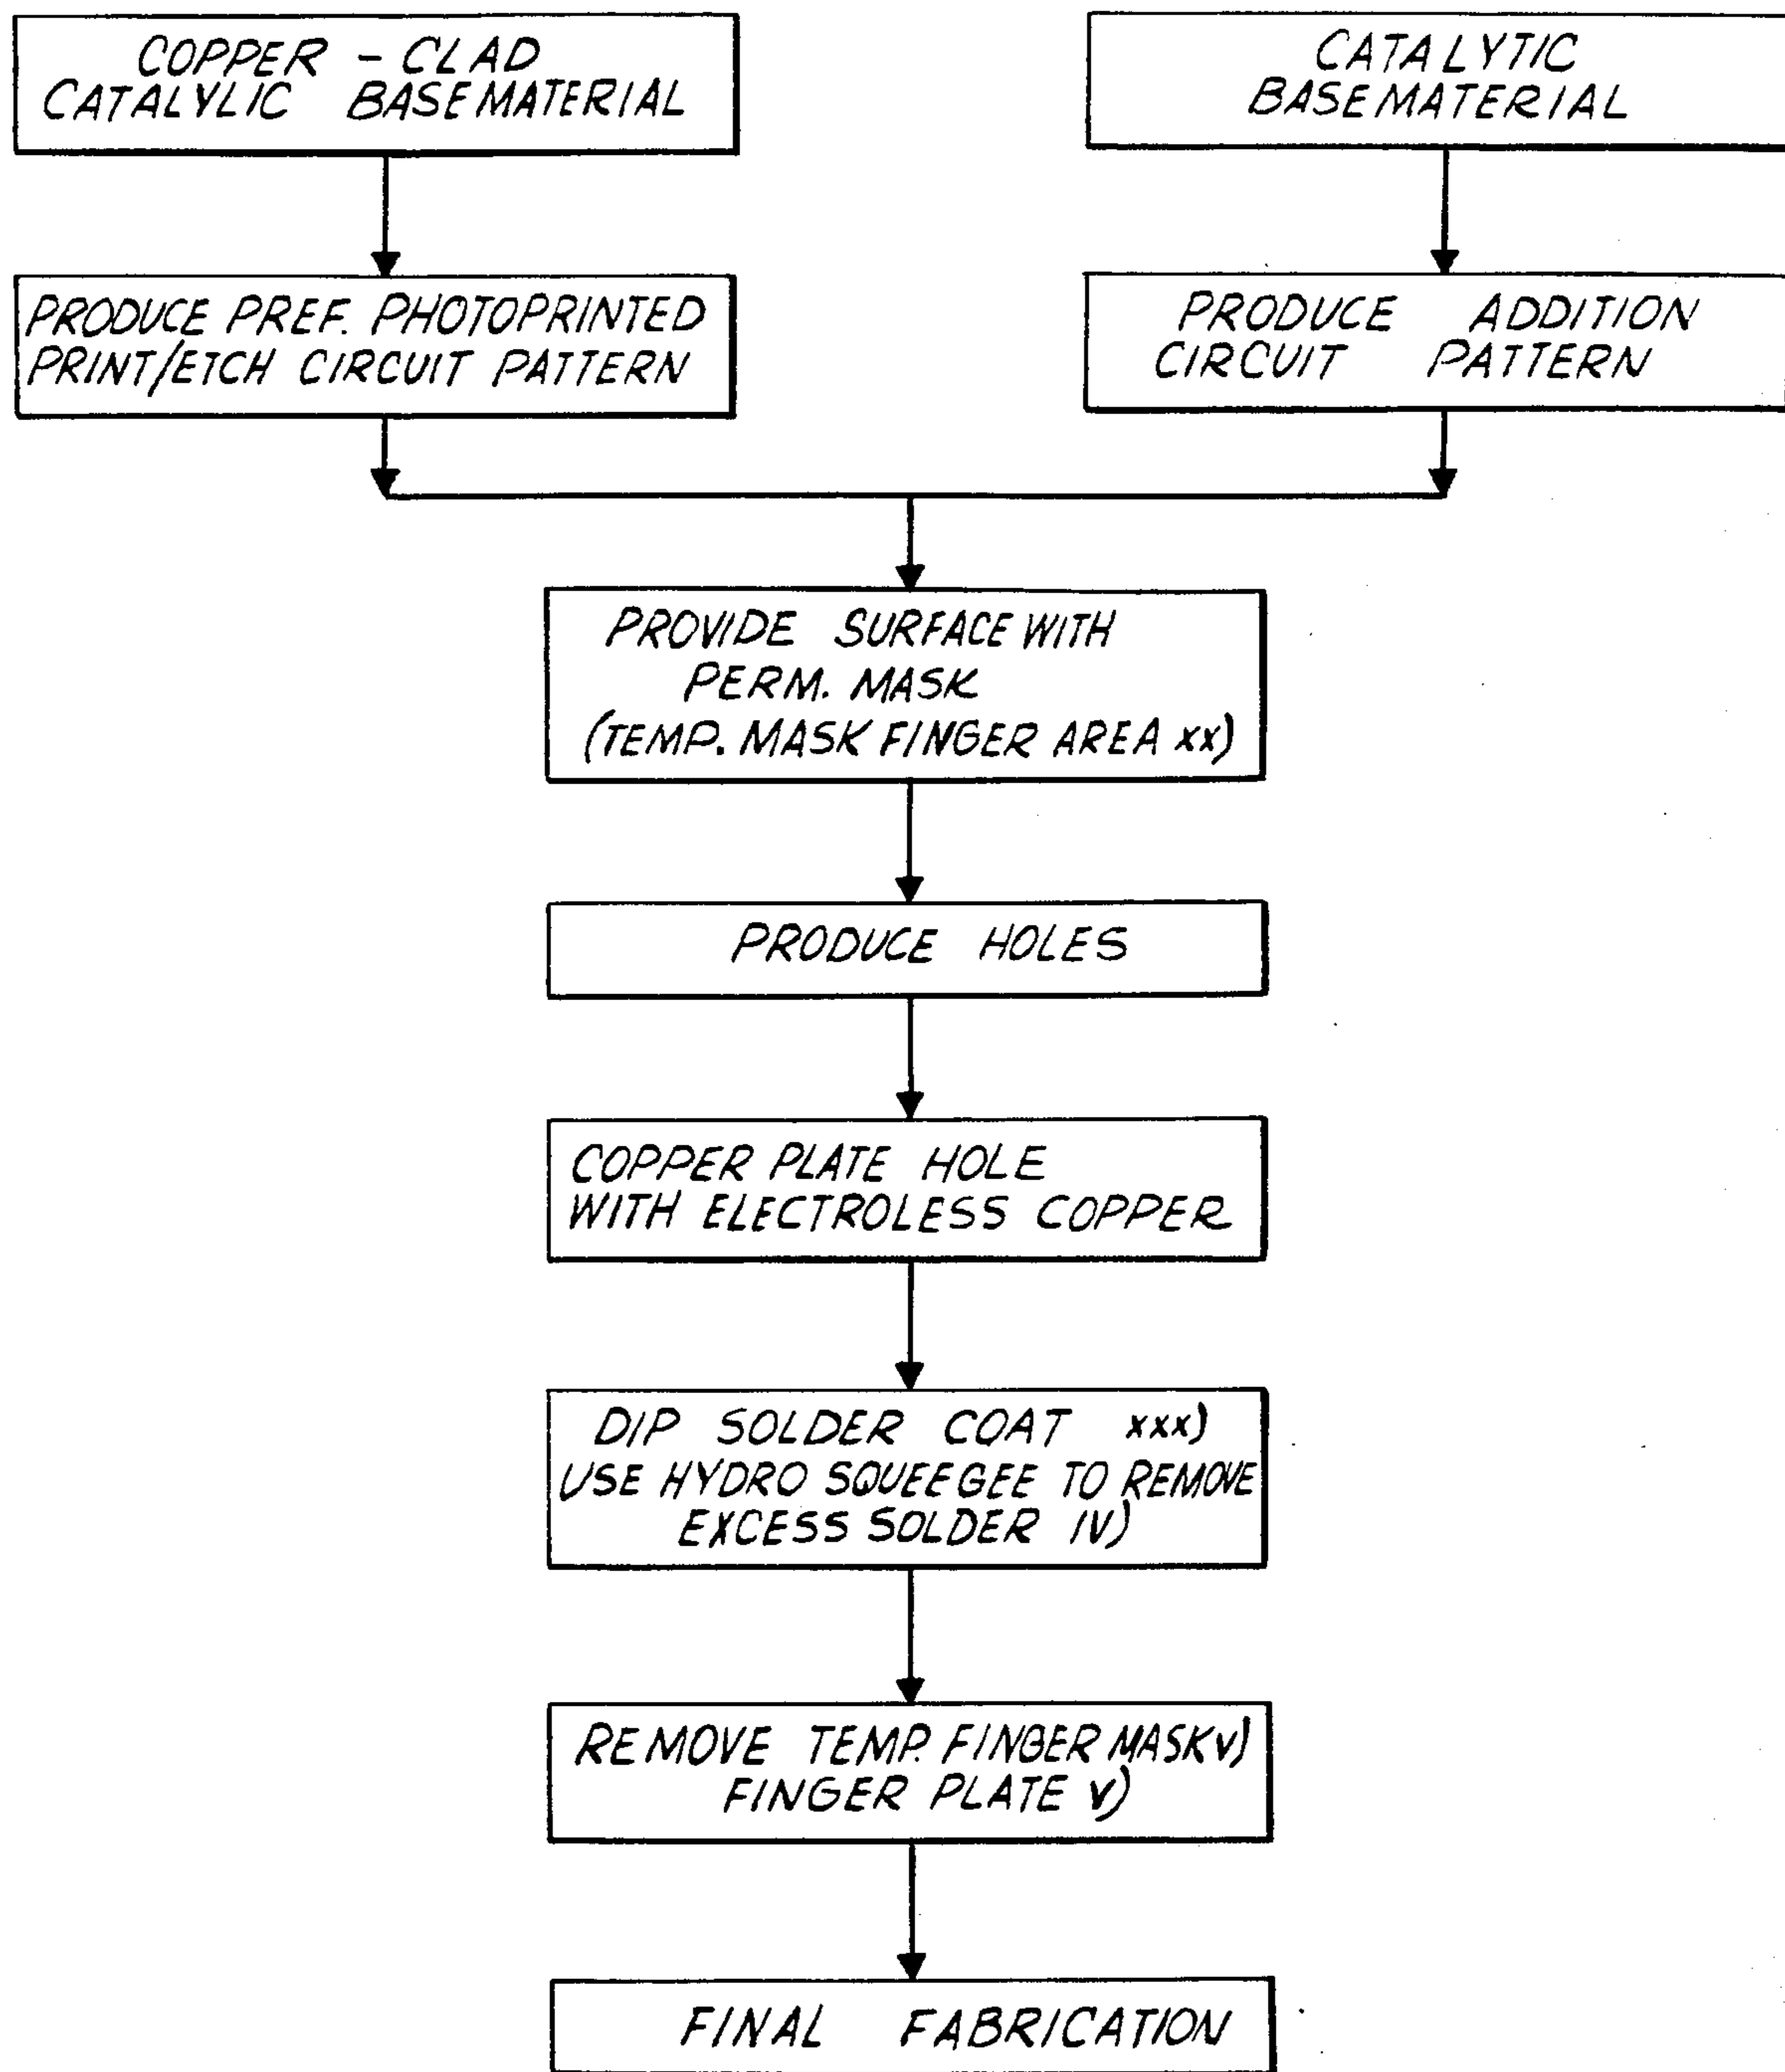 COPPER - CLAD
CATALYLIC BASEMATERIAL
CATALYTIC
BASEMATERIAL
PRODUCE PREF. PHOTOPRINTED
PRINT/ETCH CIRCUIT PATTERN
PRODUCE ADDITION
CIRCUIT PATTERN
PROVIDE SURFACE WITH
PERM. MASK
(TEMP. MASK FINGER AREA xx)
PRODUCE HOLES
COPPER PLATE HOLE
WITH ELECTROLESS COPPER
DIP SOLDER COAT xxx)
USE HYDRO SQUEEGEE TO REMOVE
EXCESS SOLDER IV)
REMOVE TEMP. FINGER MASK V)
FINGER PLATE V)
FINAL FABRICATION